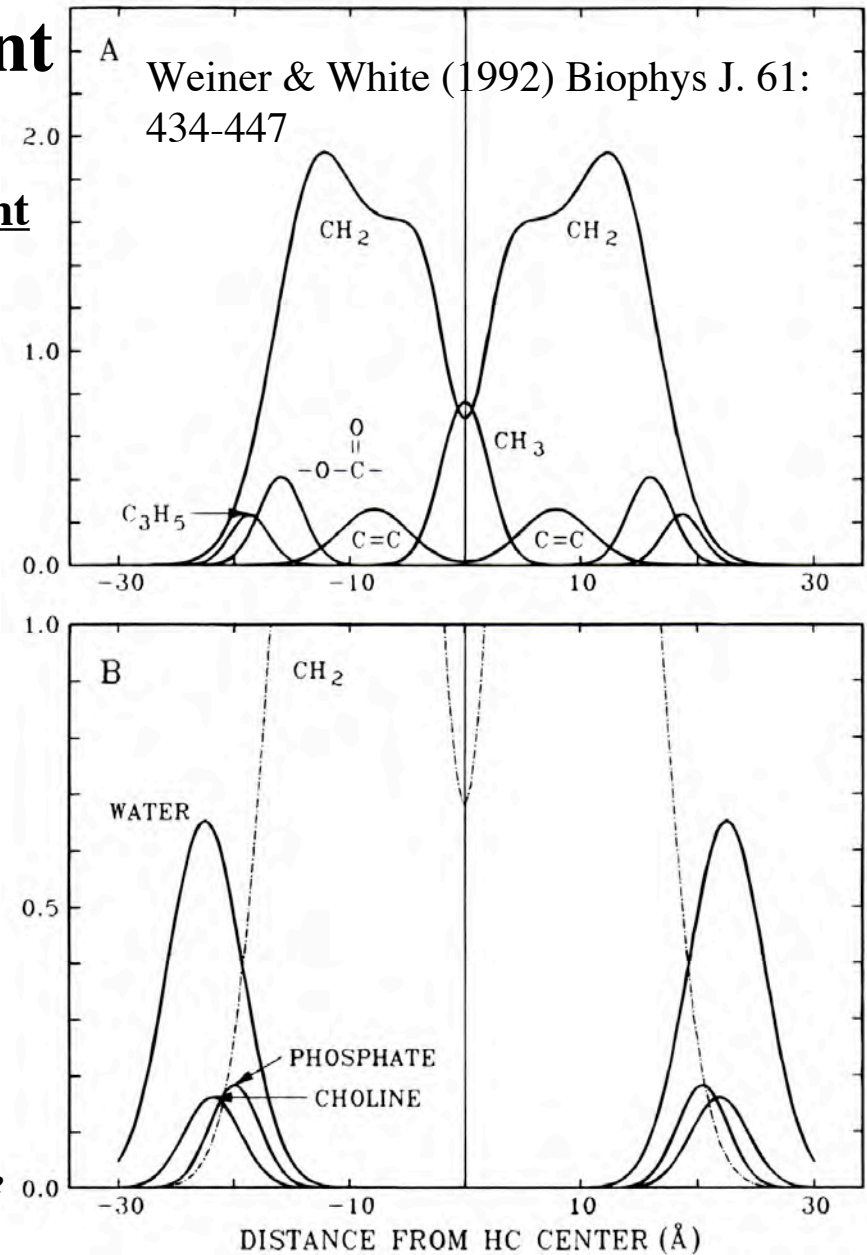 nt
nt
A
Weiner & White (1992) Biophys J. 61:
434-447
2.0
1.0
0.0
CH₂
CH₂
O
||
-O-C-
CH₃
C₃H₅
C=C
C=C
-30
-10
10
30
1.0
B
CH₂
WATER
0.5
PHOSPHATE
CHOLINE
0.0
-30
-10
10
30
DISTANCE FROM HC CENTER (Å)